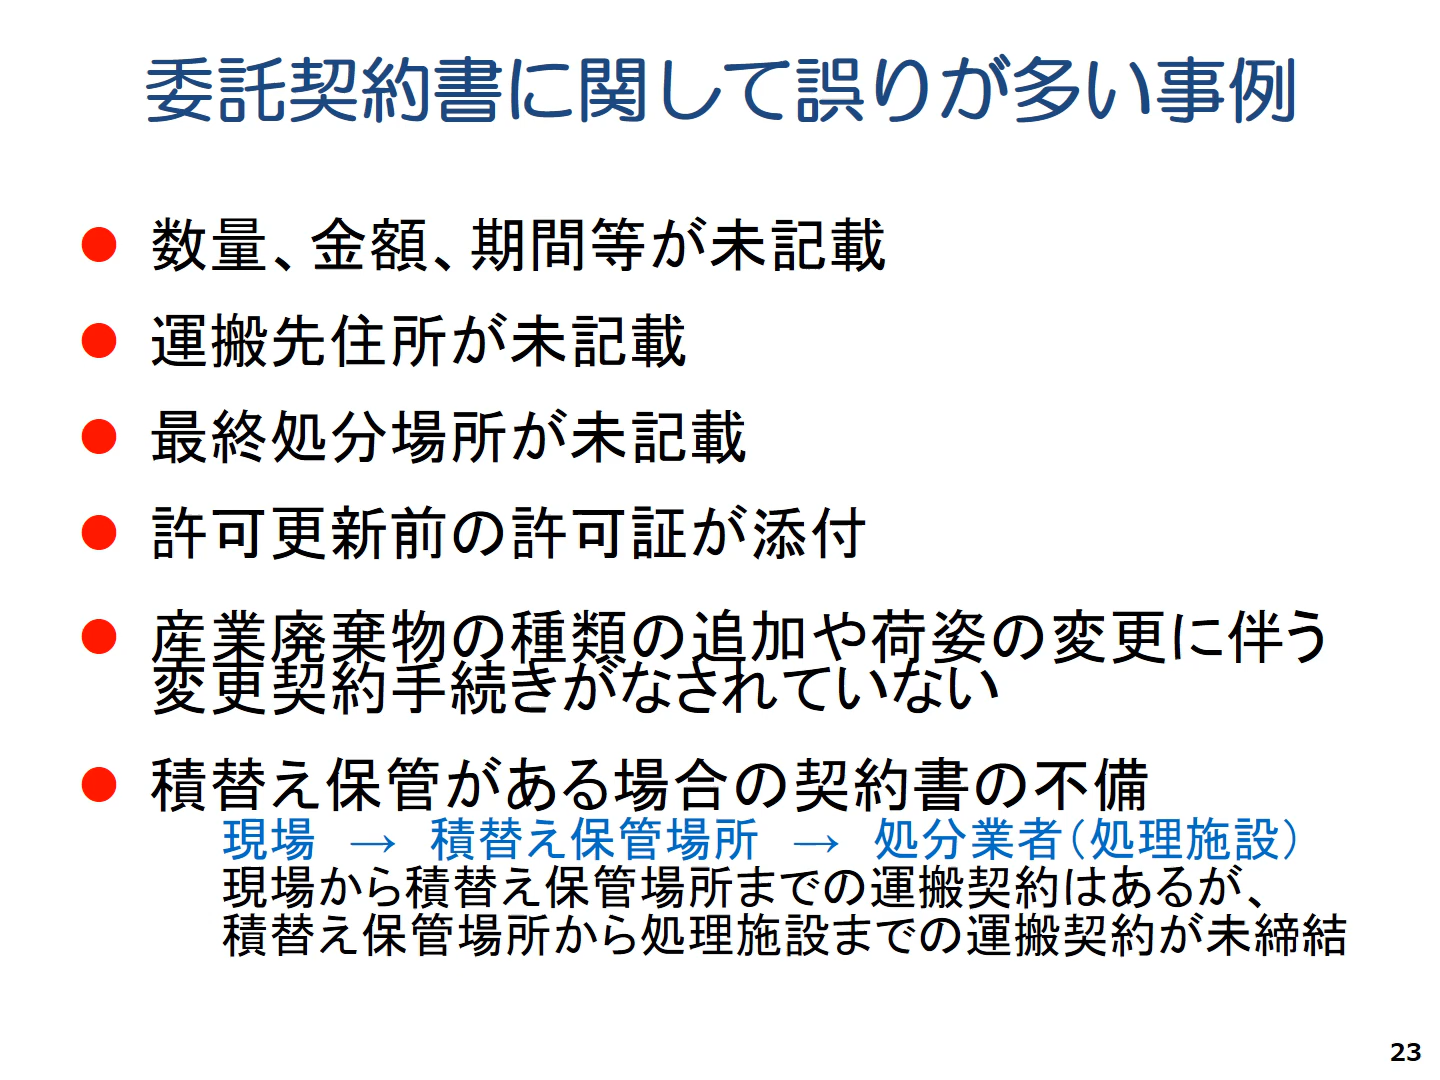 委託契約書に関して誤りが多い事例
● 数量、金額、期間等が未記載
● 運搬先住所が未記載
● 最終処分場所が未記載
● 許可更新前の許可証が添付
● 産業廃棄物の種類の追加や荷姿の変更に伴う
変更契約手続きがなされていない
● 積替え保管がある場合の契約書の不備
現場 → 積替え保管場所 → 処分業者（処理施設）
現場から積替え保管場所までの運搬契約はあるが、
積替え保管場所から処理施設までの運搬契約が未締結
23